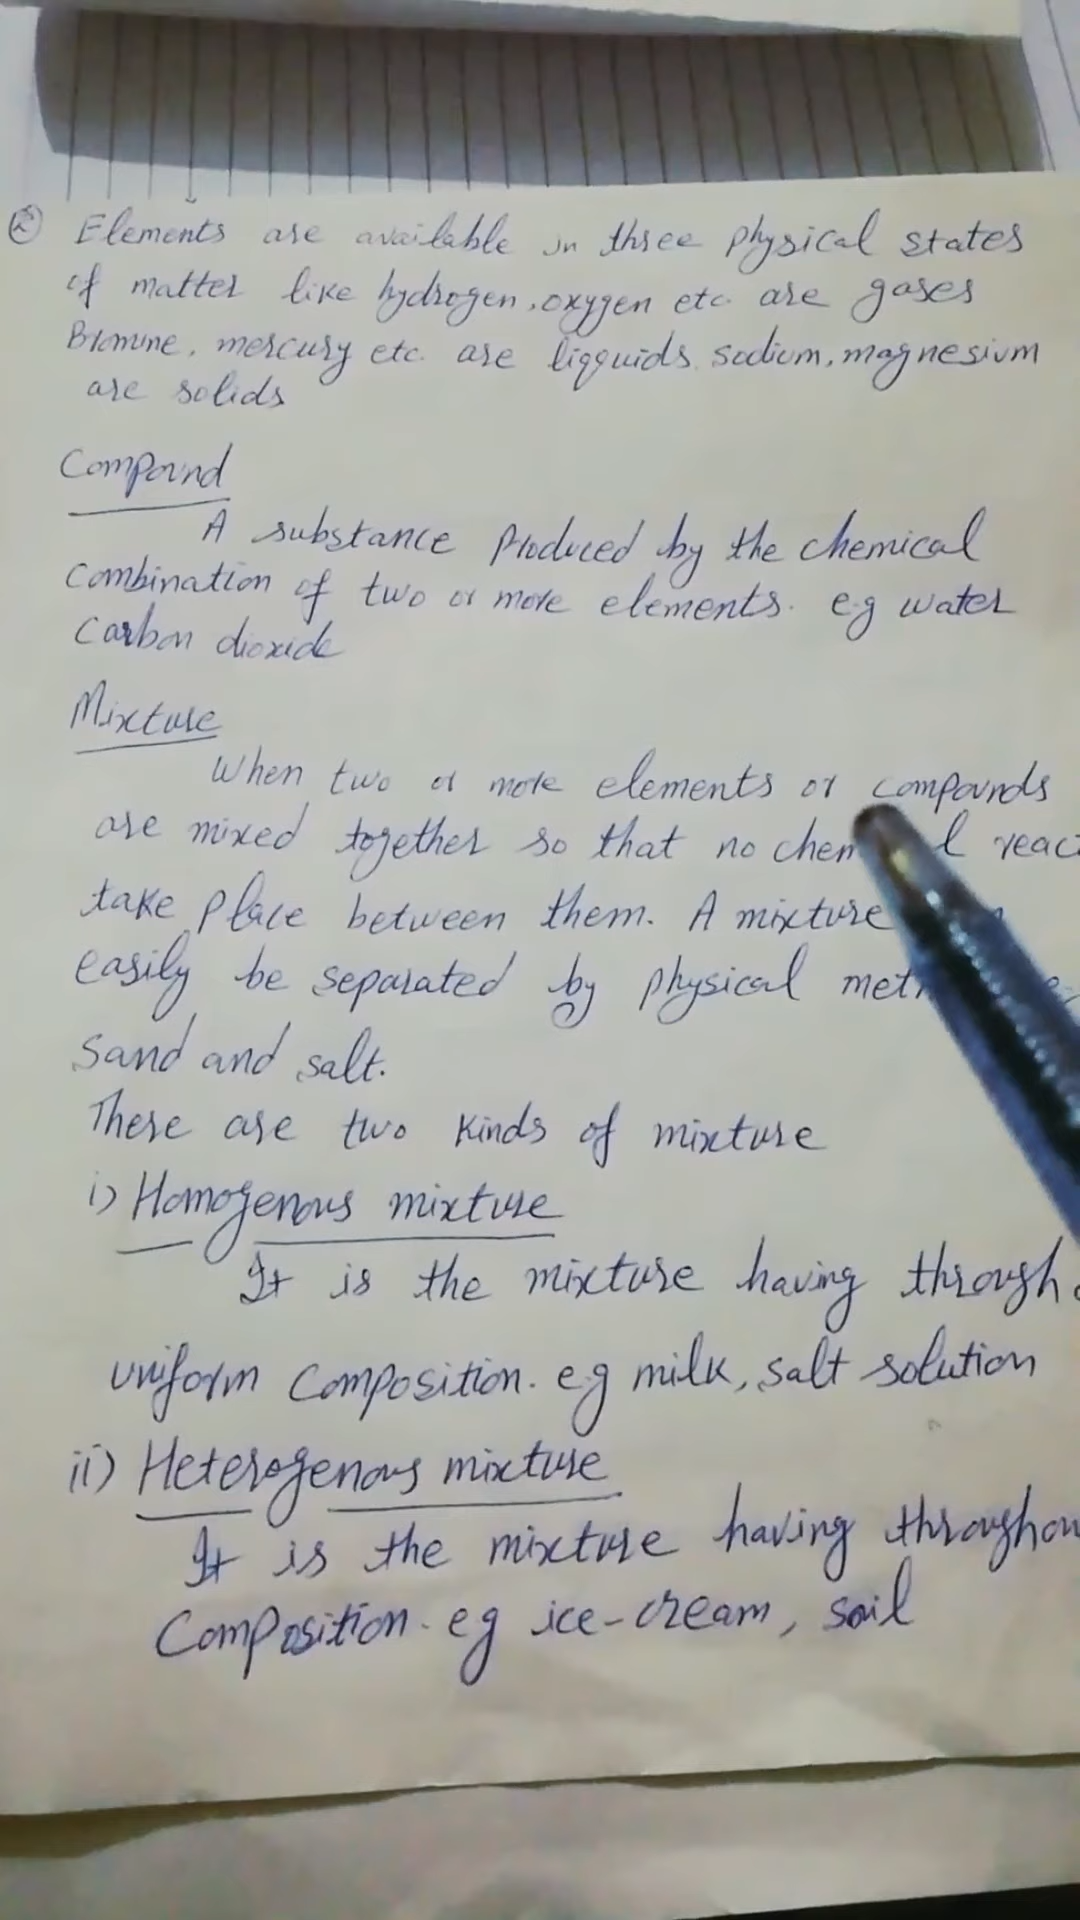 ② Elements are available in three physical states
of matter like hydrogen, oxygen etc. are gases
Bromine, mercury etc. are liqquids. sodium, magnesium
are solids
Compound
A substance Produced by the chemical
combination of two or more elements. e.g water
Carbon dioxide
Mixture
When two or more elements or compounds
are mixed together so that no chem l reac
take place between them. A mixture
easily be separated by physical met
Sand and salt.
There are two kinds of mixture
i) Homogenous mixture
It is the mixture having through
uniform composition. e.g milk, salt solution
ii) Heterogenous mixture
It is the mixture having throughou
Composition. eg ice-cream, soil